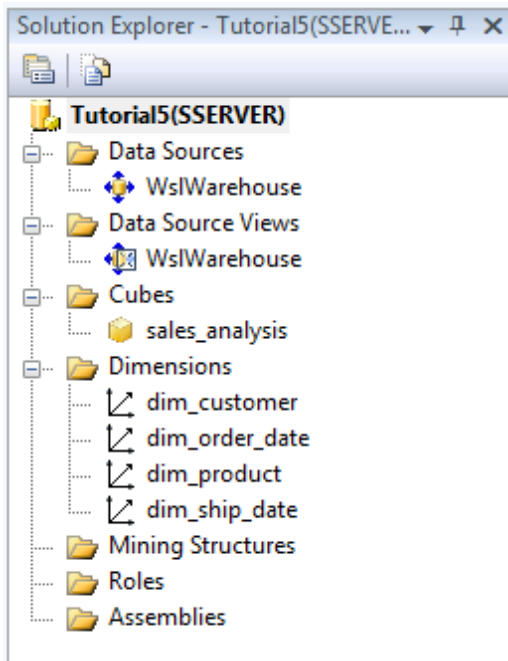 Solution Explorer - Tutorial5(SSERVE...
Tutorial5(SSERVER)
Data Sources
WslWarehouse
Data Source Views
WslWarehouse
Cubes
sales_analysis
Dimensions
dim_customer
dim_order_date
dim_product
dim_ship_date
Mining Structures
Roles
Assemblies